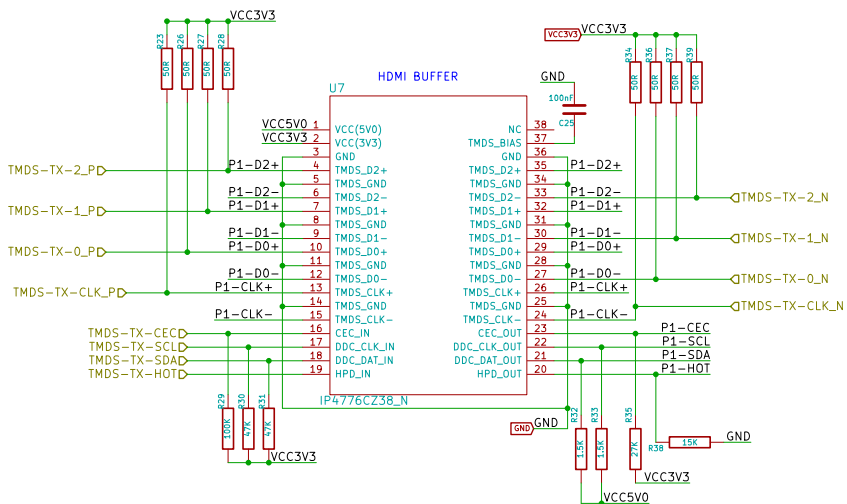 VCC3V3
R23 50R
R26 50R
R27 50R
R28 50R
VCC3V3 VCC3V3
R34 50R
R36 50R
R37 50R
R39 50R
HDMI BUFFER
U7
GND
100nF
C25
VCC5V0 1 VCC(5V0)
VCC3V3 2 VCC(3V3)
3 GND
TMDS-TX-2_P P1-D2+ 4 TMDS_D2+
5 TMDS_GND
P1-D2- 6 TMDS_D2-
TMDS-TX-1_P P1-D1+ 7 TMDS_D1+
8 TMDS_GND
P1-D1- 9 TMDS_D1-
TMDS-TX-0_P P1-D0+ 10 TMDS_D0+
11 TMDS_GND
P1-D0- 12 TMDS_D0-
TMDS-TX-CLK_P P1-CLK+ 13 TMDS_CLK+
14 TMDS_GND
P1-CLK- 15 TMDS_CLK-
TMDS-TX-CEC 16 CEC_IN
TMDS-TX-SCL 17 DDC_CLK_IN
TMDS-TX-SDA 18 DDC_DAT_IN
TMDS-TX-HOT 19 HPD_IN
NC 38
TMDS_BIAS 37
GND 36
TMDS_D2+ 35 P1-D2+
TMDS_GND 34
TMDS_D2- 33 P1-D2- TMDS-TX-2_N
TMDS_D1+ 32 P1-D1+
TMDS_GND 31
TMDS_D1- 30 P1-D1- TMDS-TX-1_N
TMDS_D0+ 29 P1-D0+
TMDS_GND 28
TMDS_D0- 27 P1-D0- TMDS-TX-0_N
TMDS_CLK+ 26 P1-CLK+
TMDS_GND 25 TMDS-TX-CLK_N
TMDS_CLK- 24 P1-CLK-
CEC_OUT 23 P1-CEC
DDC_CLK_OUT 22 P1-SCL
DDC_DAT_OUT 21 P1-SDA
HPD_OUT 20 P1-HOT
IP4776CZ38_N
R29 100K
R30 47K
R31 47K
VCC3V3
GND GND
R32 1.5K
R33 1.5K
R35 27K
R38 15K GND
VCC3V3
VCC5V0